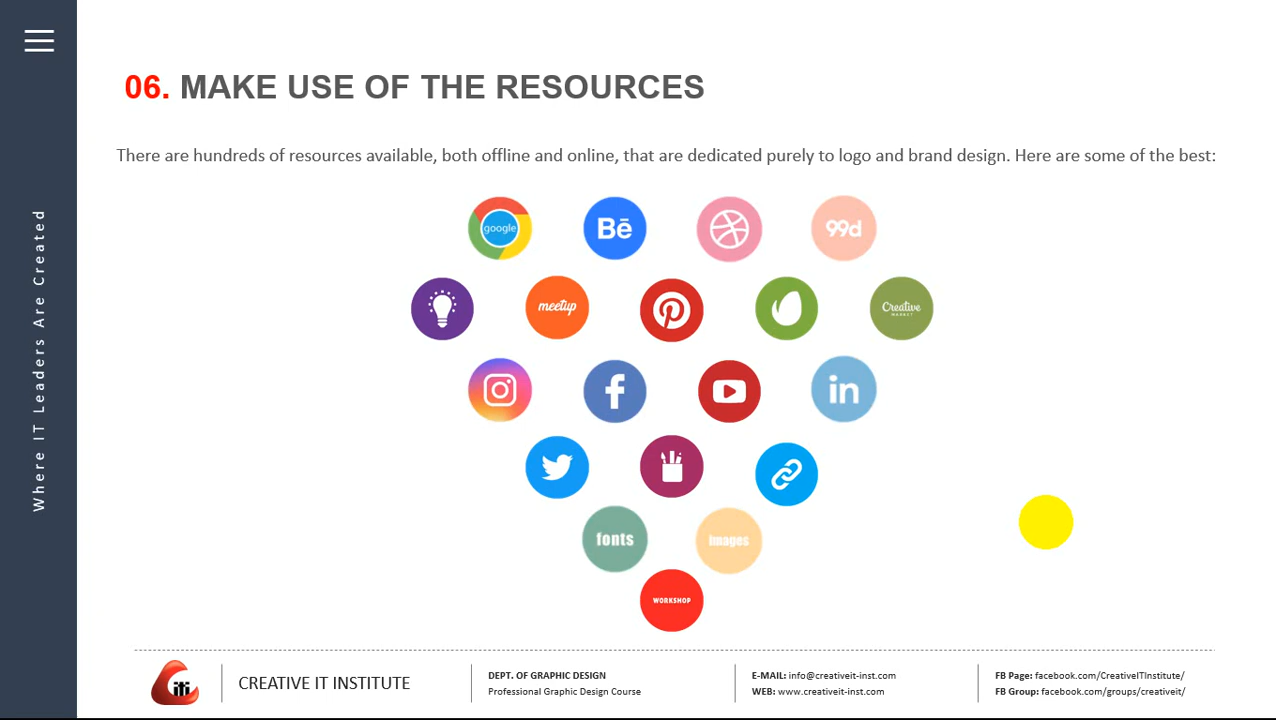 06. MAKE USE OF THE RESOURCES
There are hundreds of resources available, both offline and online, that are dedicated purely to logo and brand design. Here are some of the best:
google
Bē
99d
meetup
Creative
MARKET
f
in
fonts
images
WORKSHOP
Where IT Leaders Are Created
iti
CREATIVE IT INSTITUTE
DEPT. OF GRAPHIC DESIGN
Professional Graphic Design Course
E-MAIL: info@creativeit-inst.com
WEB: www.creativeit-inst.com
FB Page: facebook.com/CreativeITInstitute/
FB Group: facebook.com/groups/creativeit/